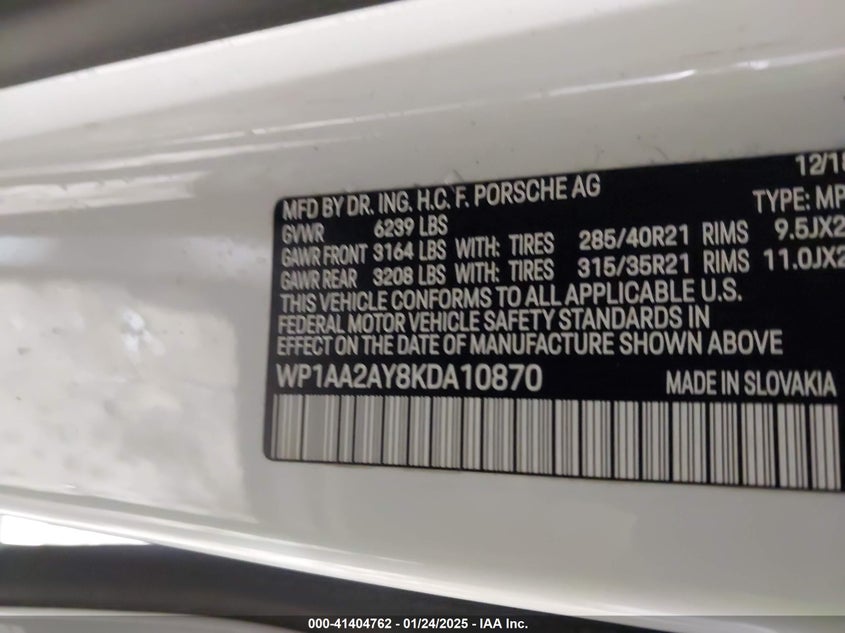 12/18
MFD BY DR. ING. H.C. F. PORSCHE AG TYPE: MP
GVWR 6239 LBS
GAWR FRONT 3164 LBS WITH: TIRES 285/40R21 RIMS 9.5JX2
GAWR REAR 3208 LBS WITH: TIRES 315/35R21 RIMS 11.0JX2
THIS VEHICLE CONFORMS TO ALL APPLICABLE U.S.
FEDERAL MOTOR VEHICLE SAFETY STANDARDS IN
EFFECT ON THE DATE OF MANUFACTURE SHOWN ABOVE
WP1AA2AY8KDA10870 MADE IN SLOVAKIA
000-41404762 - 01/24/2025 - IAA Inc.